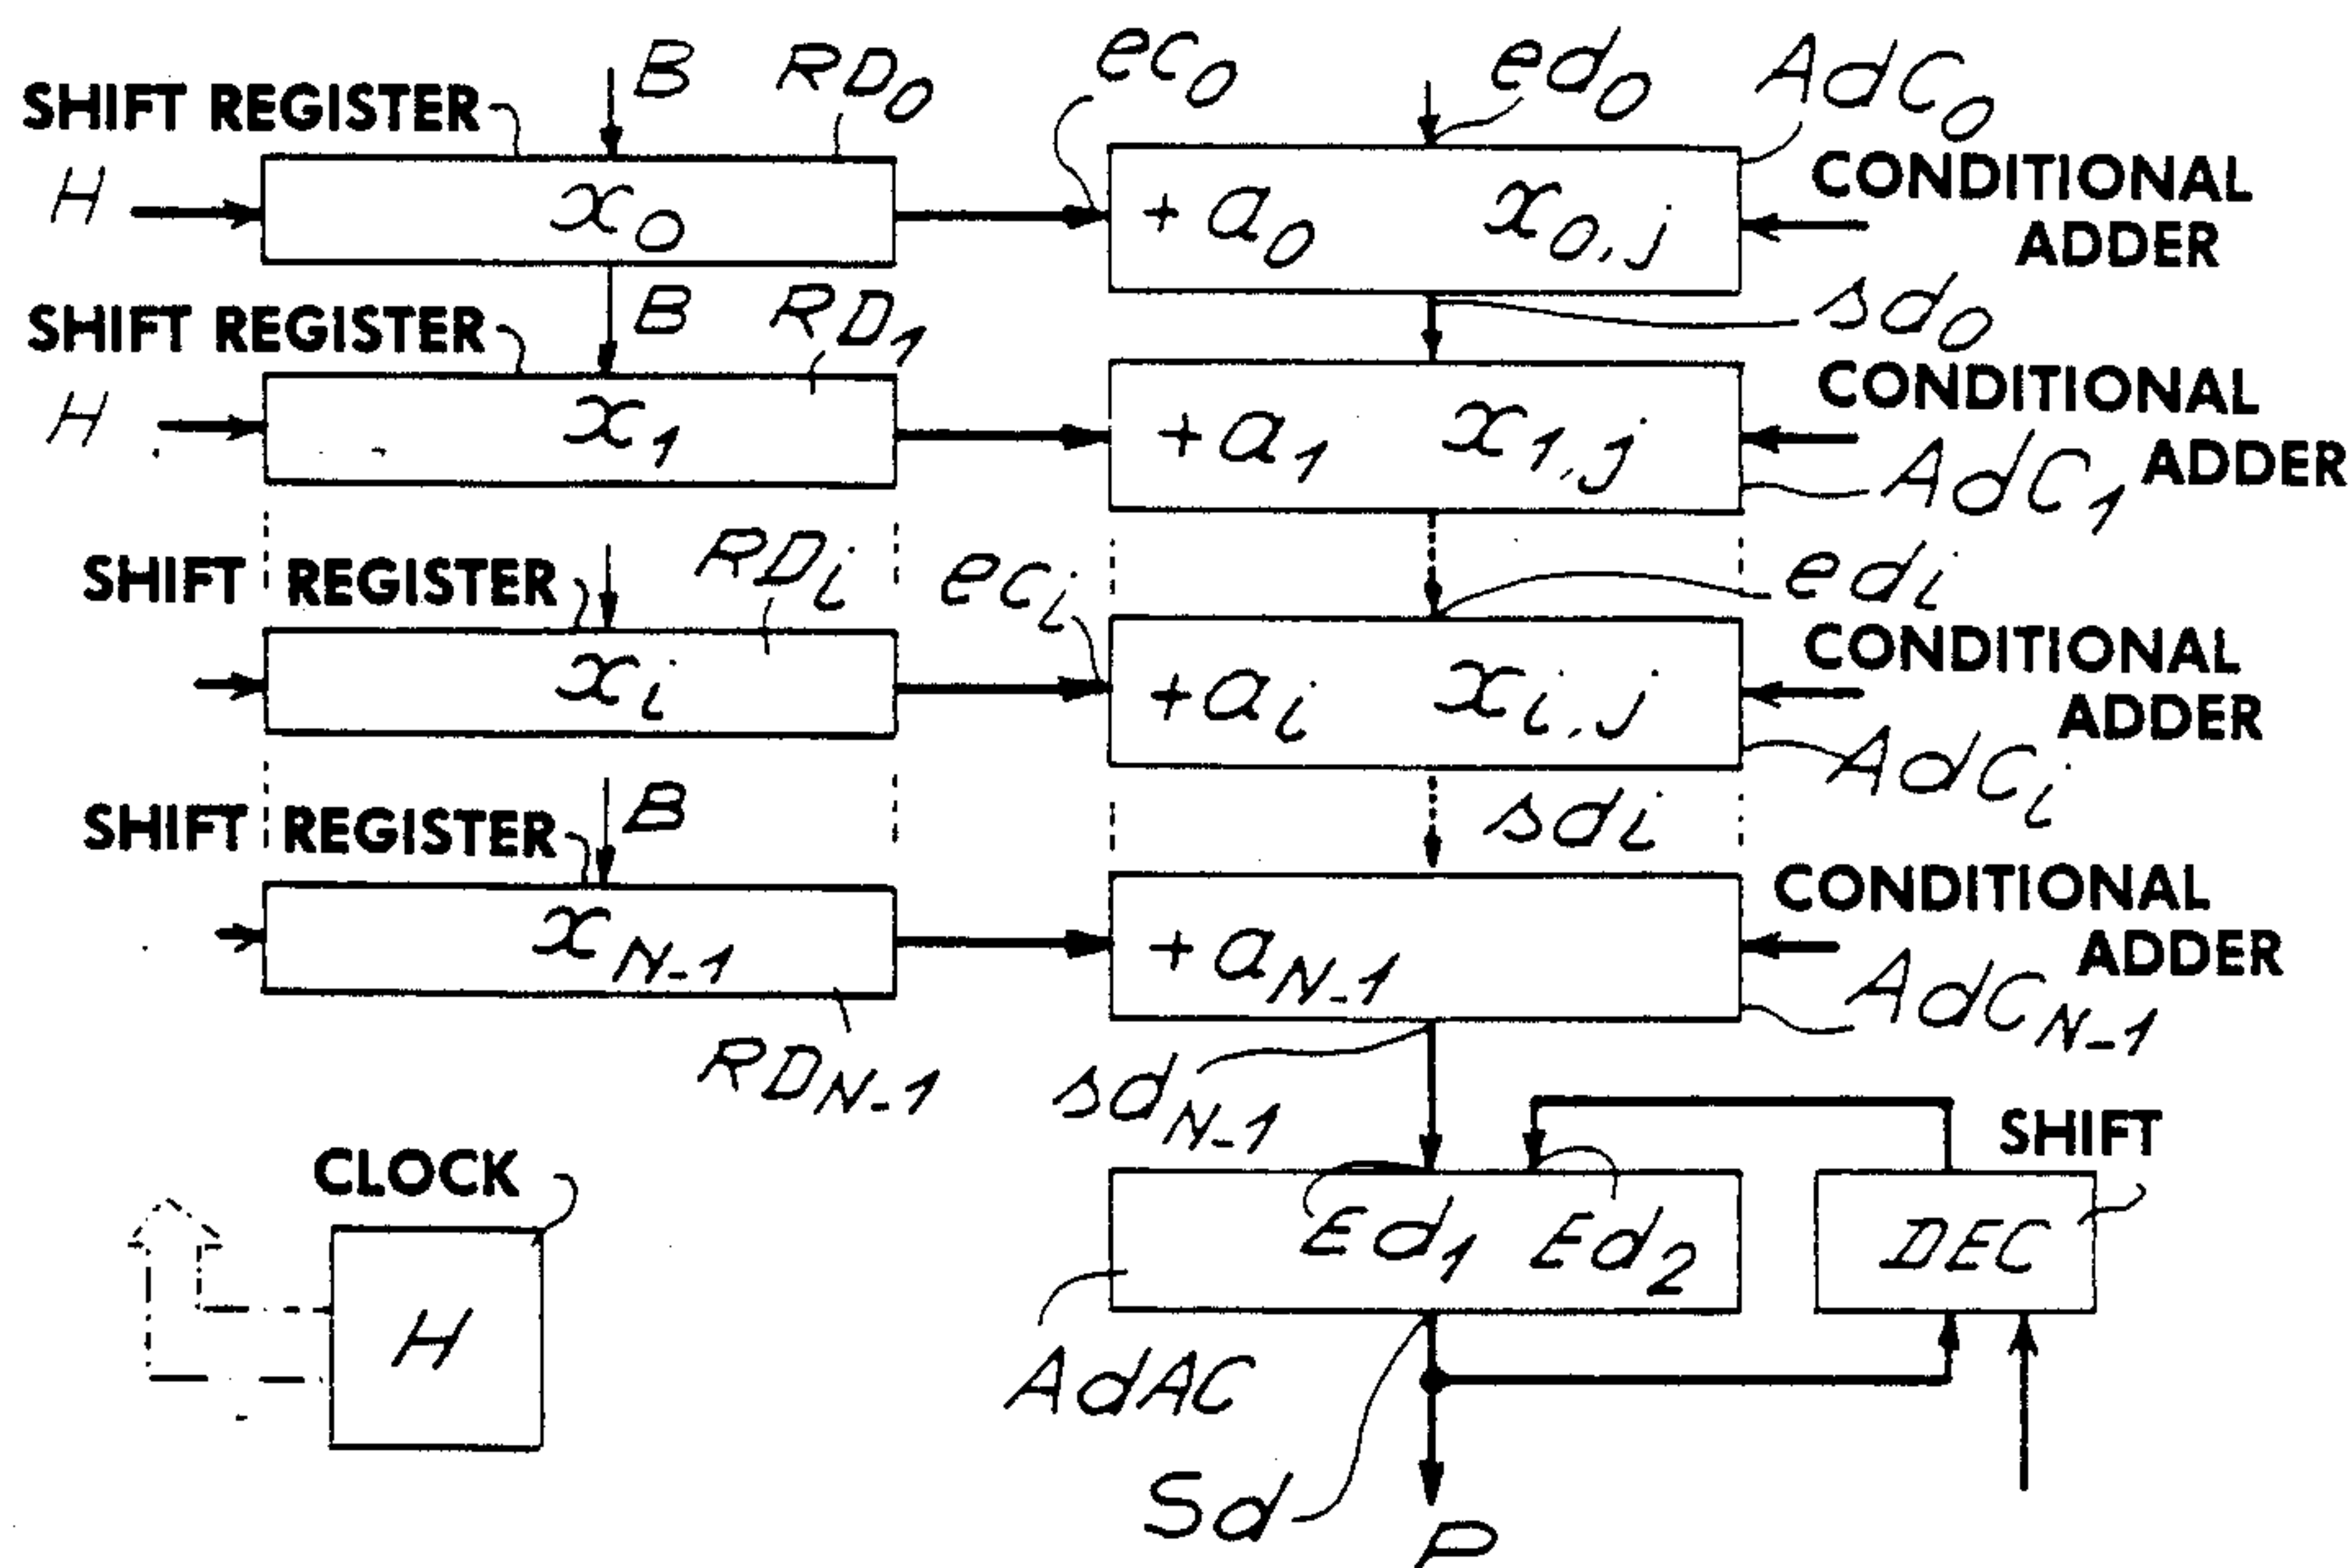 B RD0 ec0 ed0 AdC0
SHIFT REGISTER
H x0 +a0 x0,j CONDITIONAL
ADDER
B RD1 sd0
SHIFT REGISTER
H x1 +a1 x1,j CONDITIONAL
ADDER
AdC1
SHIFT REGISTER RDi eci edi
xi +ai xi,j CONDITIONAL
ADDER
AdCi
SHIFT REGISTER B sdi
xN-1 +aN-1 CONDITIONAL
ADDER
AdCN-1
RDN-1 sdN-1
CLOCK SHIFT
H Ed1 Ed2 DEC
AdAC
Sd
P